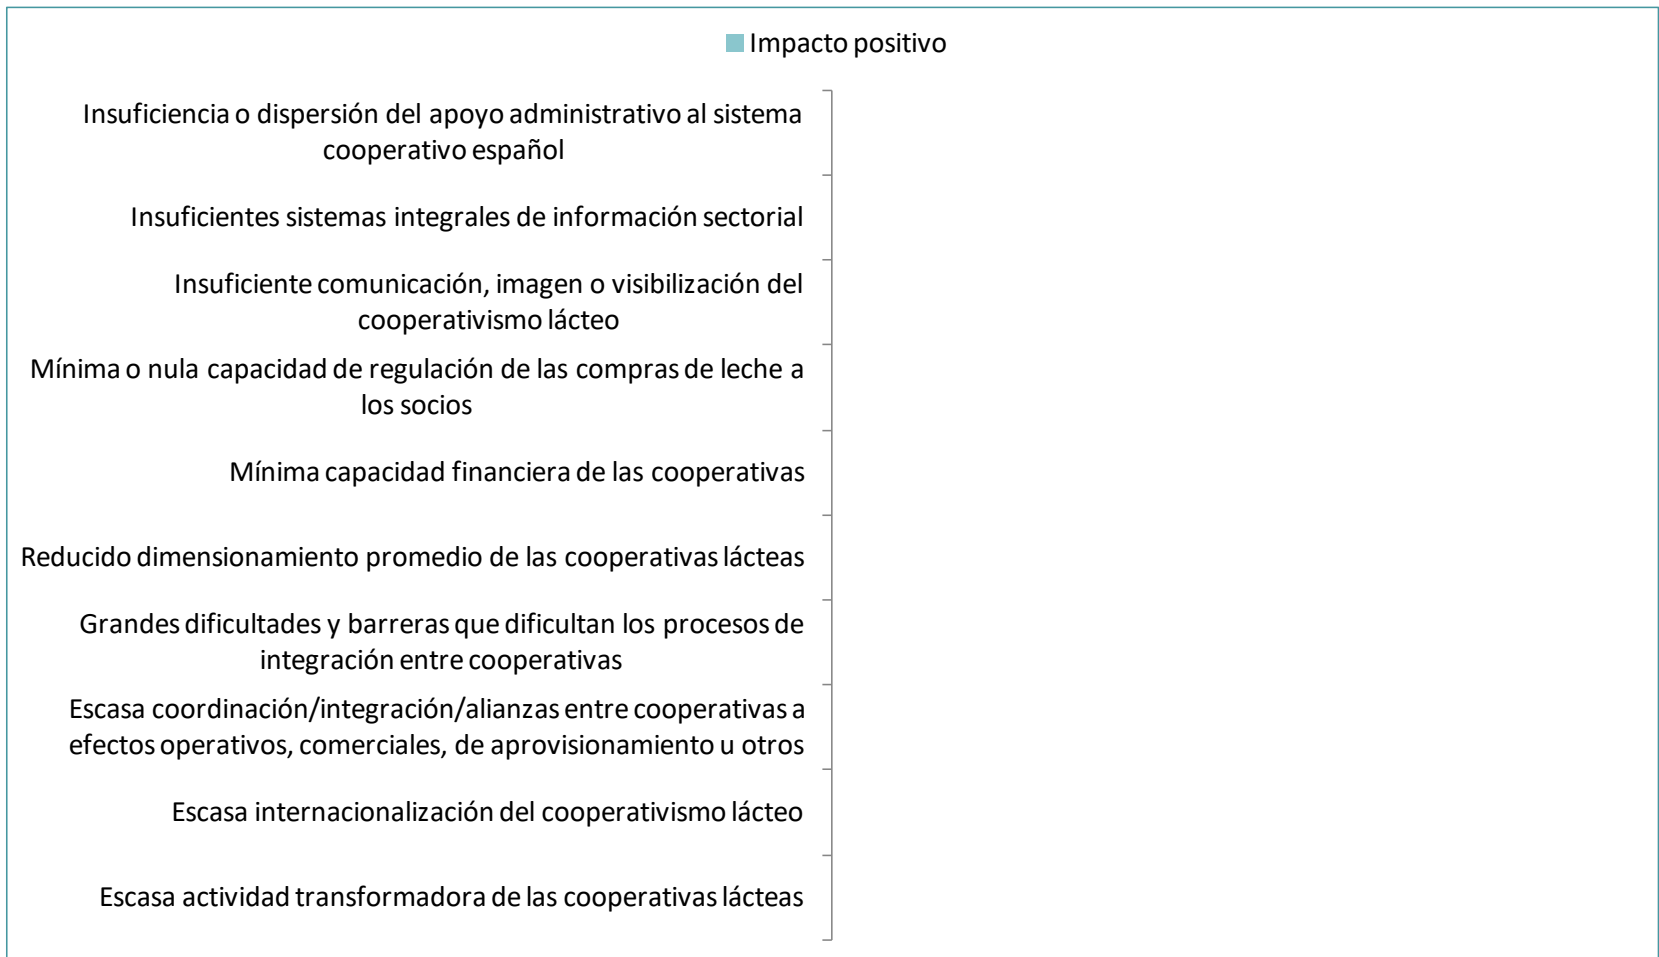 Impacto positivo
Insuficiencia o dispersión del apoyo administrativo al sistema
cooperativo español
Insuficientes sistemas integrales de información sectorial
Insuficiente comunicación, imagen o visibilización del
cooperativismo lácteo
Mínima o nula capacidad de regulación de las compras de leche a
los socios
Mínima capacidad financiera de las cooperativas
Reducido dimensionamiento promedio de las cooperativas lácteas
Grandes dificultades y barreras que dificultan los procesos de
integración entre cooperativas
Escasa coordinación/integración/alianzas entre cooperativas a
efectos operativos, comerciales, de aprovisionamiento u otros
Escasa internacionalización del cooperativismo lácteo
Escasa actividad transformadora de las cooperativas lácteas